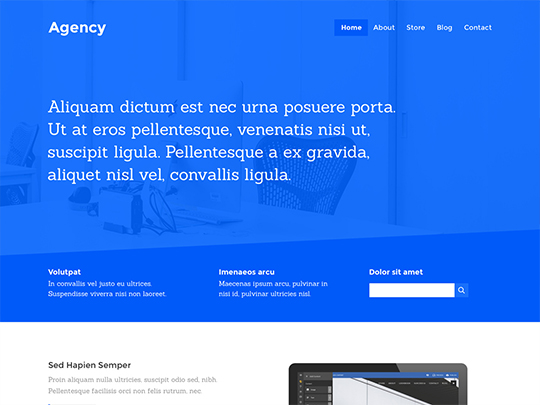 Agency
Home About Store Blog Contact
Aliquam dictum est nec urna posuere porta.
Ut at eros pellentesque, venenatis nisi ut,
suscipit ligula. Pellentesque a ex gravida,
aliquet nisl vel, convallis ligula.
Volutpat
In convallis vel justo eu ultrices.
Suspendisse viverra nisi non laoreet.
Imenaeos arcu
Maecenas ipsum arcu, pulvinar in
nisi id, pulvinar ultricies nisl.
Dolor sit amet
Sed Hapien Semper
Proin aliquam nulla ultricies, suscipit odio sed, nibh.
Pellentesque facilisis orci non felis rutrum, nec.